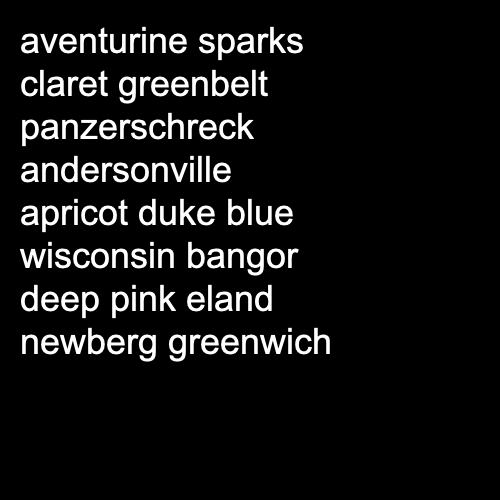 aventurine sparks
claret greenbelt
panzerschreck
andersonville
apricot duke blue
wisconsin bangor
deep pink eland
newberg greenwich